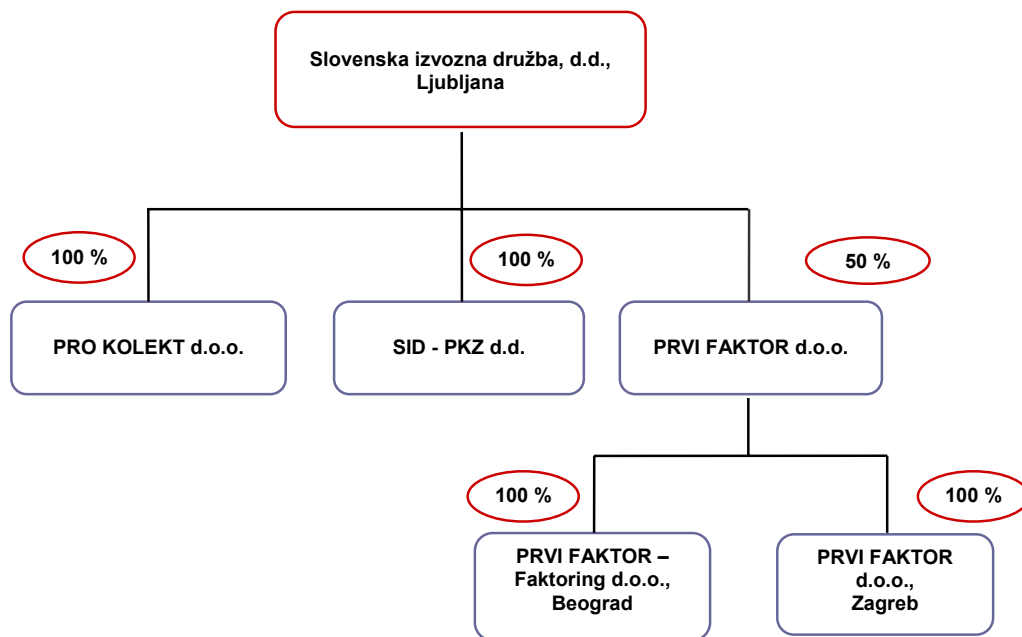 Slovenska izvozna družba, d.d.,
Ljubljana
100 %
100 %
50 %
PRO KOLEKT d.o.o.
SID - PKZ d.d.
PRVI FAKTOR d.o.o.
100 %
100 %
PRVI FAKTOR –
Faktoring d.o.o.,
Beograd
PRVI FAKTOR
d.o.o.,
Zagreb